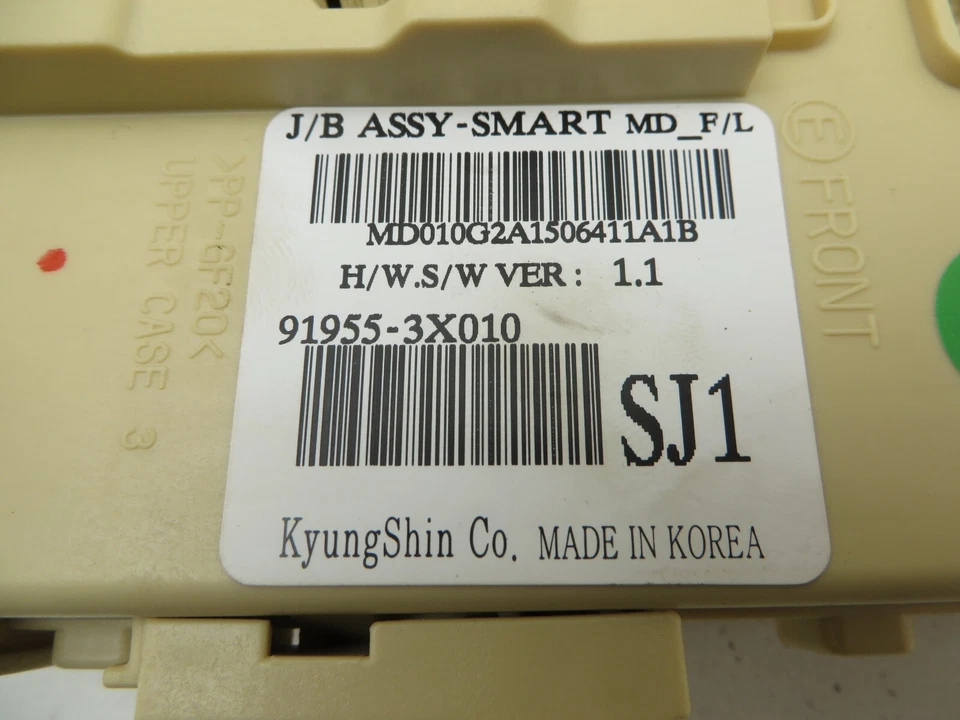 J/B ASSY-SMART MD_F/L
MD010G2A1506411A1B
H/W.S/W VER : 1.1
91955-3X010
SJ1
KyungShin Co. MADE IN KOREA
>PP-GF20<
UPPER CASE 3
E FRONT